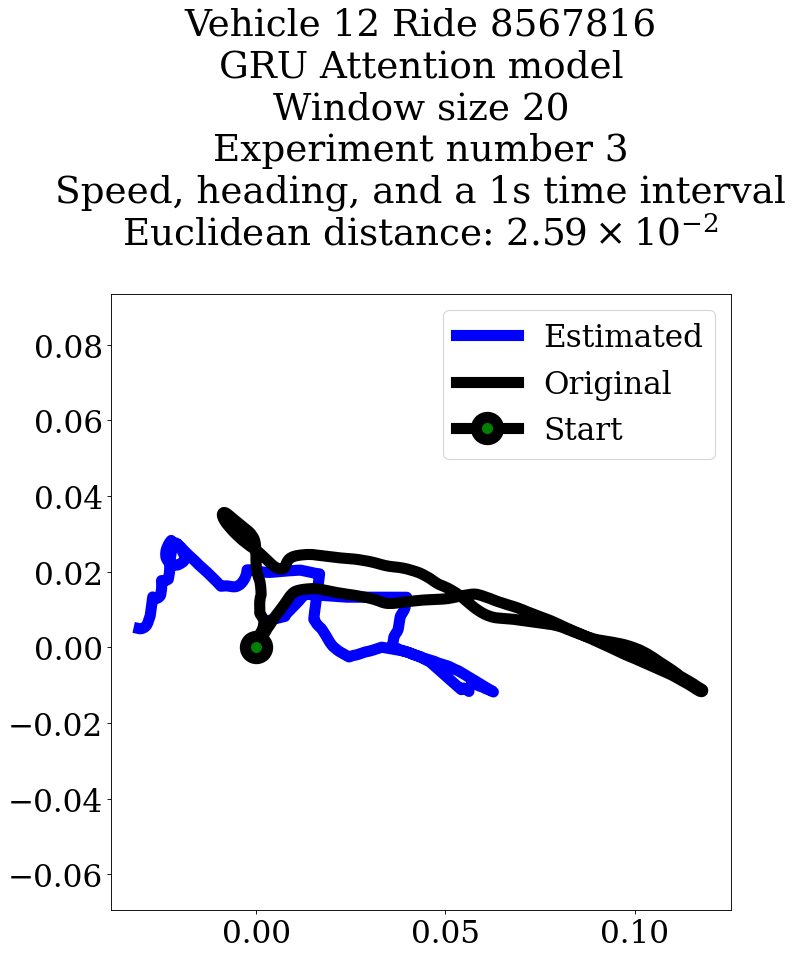 Vehicle 12 Ride 8567816
GRU Attention model
Window size 20
Experiment number 3
Speed, heading, and a 1s time interval
Euclidean distance: 2.59 × 10⁻²
Estimated
Original
Start
0.08
0.06
0.04
0.02
0.00
−0.02
−0.04
−0.06
0.00 0.05 0.10